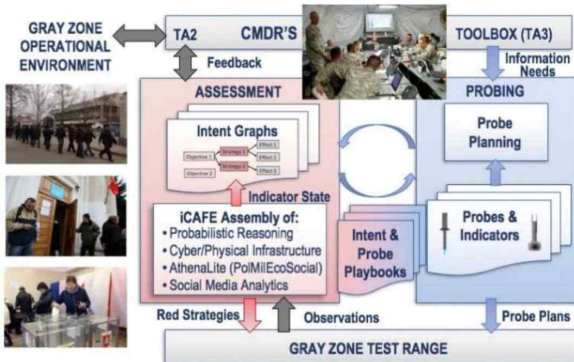 GRAY ZONE
OPERATIONAL
ENVIRONMENT
TA2
CMDR'S
TOOLBOX (TA3)
Feedback
Information
Needs
ASSESSMENT
PROBING
Intent Graphs
Objective 1
Objective 2
Strategy 1
Strategy 2
Effect 1
Effect 2
Effect 3
Probe
Planning
Indicator State
iCAFE Assembly of:
• Probabilistic Reasoning
• Cyber/Physical Infrastructure
• AthenaLite (PolMilEcoSocial)
• Social Media Analytics
Intent &
Probe
Playbooks
Probes &
Indicators
Red Strategies
Observations
Probe Plans
GRAY ZONE TEST RANGE